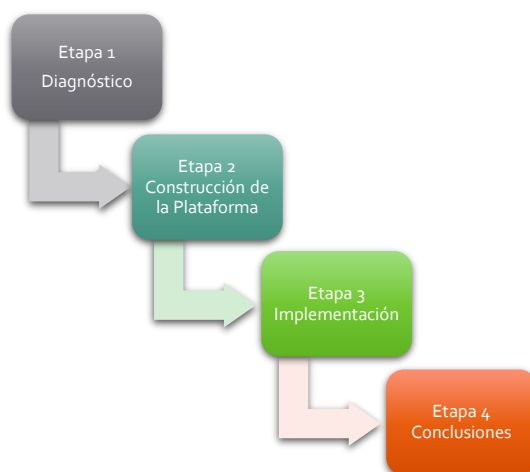 Etapa 1
Diagnóstico
Etapa 2
Construcción de
la Plataforma
Etapa 3
Implementación
Etapa 4
Conclusiones